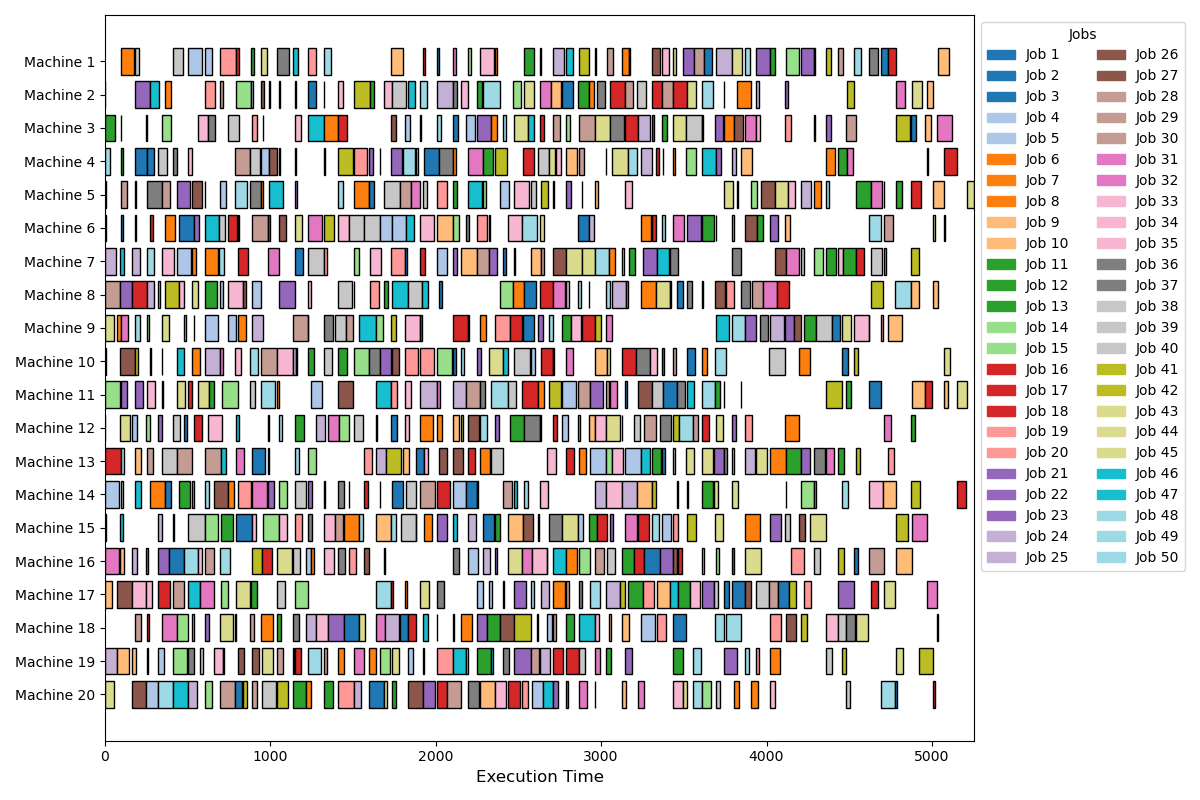 Machine 1
Machine 2
Machine 3
Machine 4
Machine 5
Machine 6
Machine 7
Machine 8
Machine 9
Machine 10
Machine 11
Machine 12
Machine 13
Machine 14
Machine 15
Machine 16
Machine 17
Machine 18
Machine 19
Machine 20
0 1000 2000 3000 4000 5000
Execution Time
Jobs
Job 1
Job 2
Job 3
Job 4
Job 5
Job 6
Job 7
Job 8
Job 9
Job 10
Job 11
Job 12
Job 13
Job 14
Job 15
Job 16
Job 17
Job 18
Job 19
Job 20
Job 21
Job 22
Job 23
Job 24
Job 25
Job 26
Job 27
Job 28
Job 29
Job 30
Job 31
Job 32
Job 33
Job 34
Job 35
Job 36
Job 37
Job 38
Job 39
Job 40
Job 41
Job 42
Job 43
Job 44
Job 45
Job 46
Job 47
Job 48
Job 49
Job 50